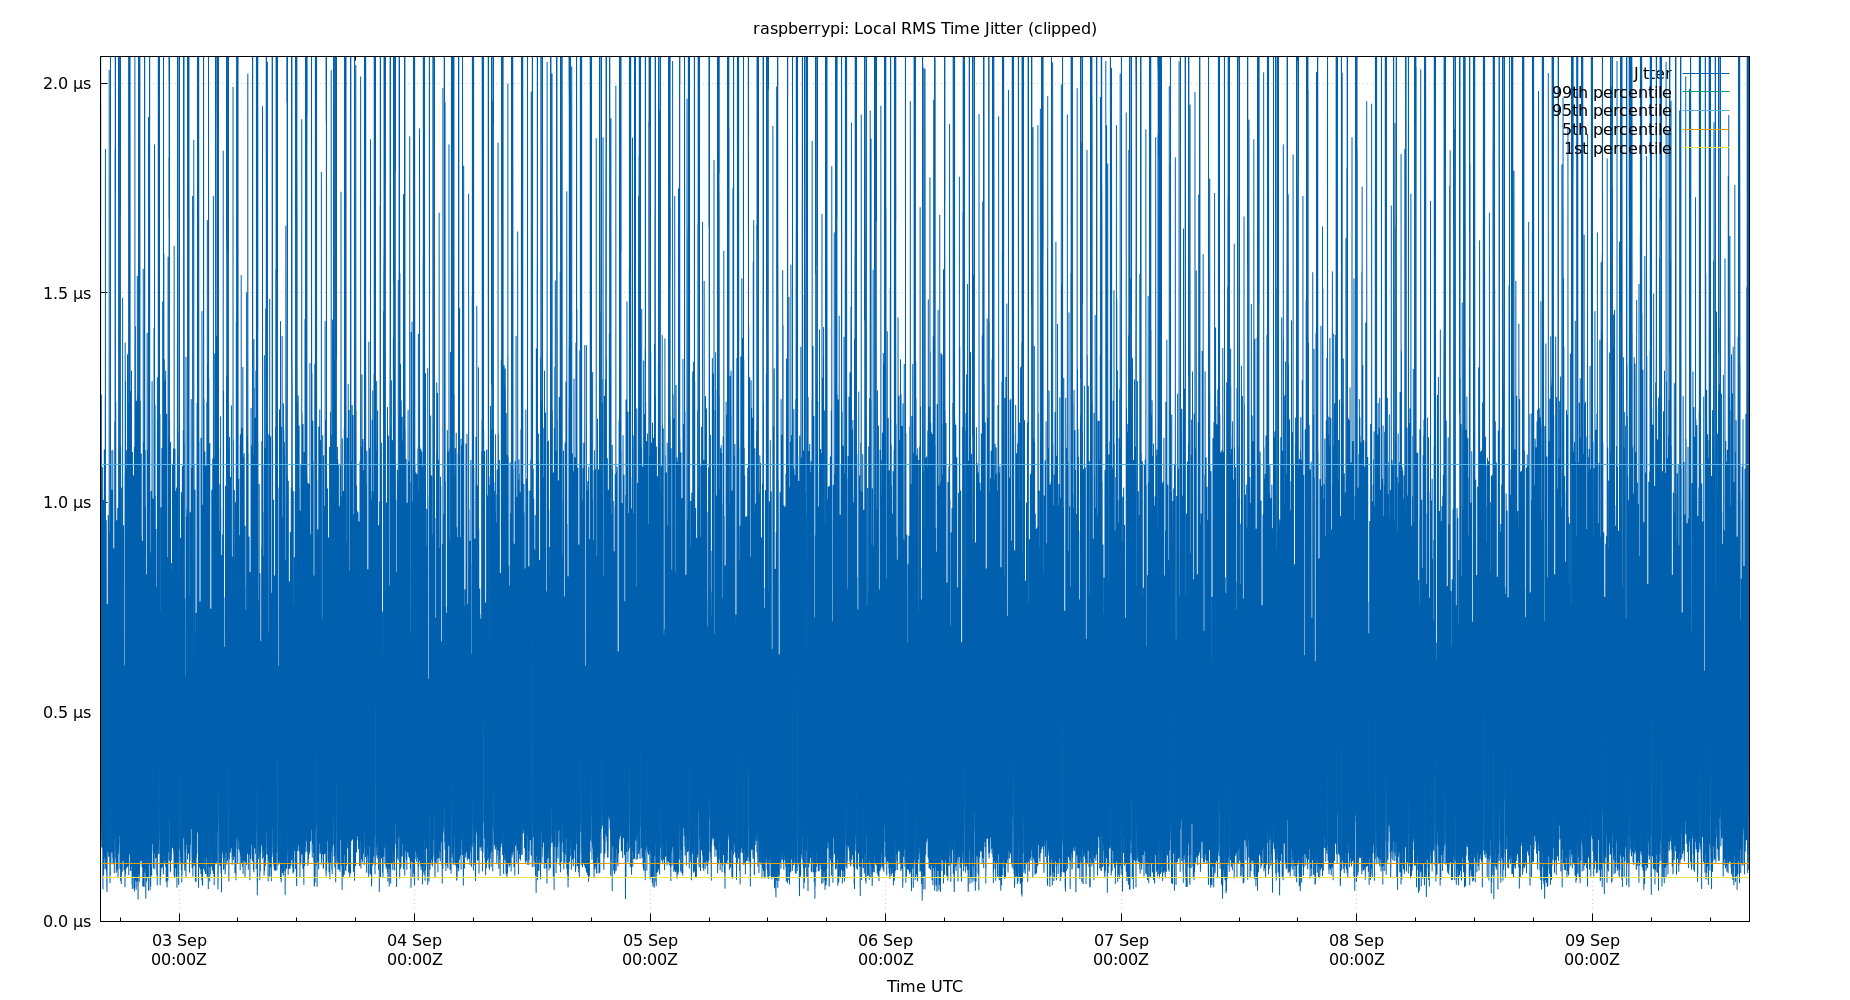 raspberrypi: Local RMS Time Jitter (clipped)
2.0 µs
1.5 µs
1.0 µs
0.5 µs
0.0 µs
Jitter
99th percentile
95th percentile
5th percentile
1st percentile
03 Sep
00:00Z
04 Sep
00:00Z
05 Sep
00:00Z
06 Sep
00:00Z
07 Sep
00:00Z
08 Sep
00:00Z
09 Sep
00:00Z
Time UTC